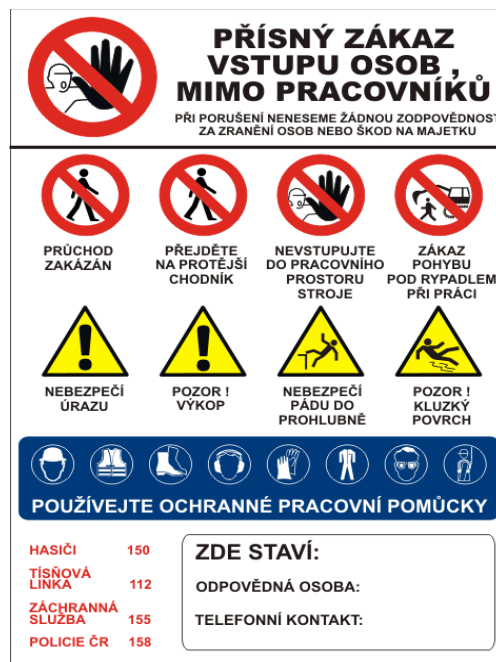 PŘÍSNÝ ZÁKAZ
VSTUPU OSOB ,
MIMO PRACOVNÍKŮ
PŘI PORUŠENÍ NENESEME ŽÁDNOU ZODPOVĚDNOST
ZA ZRANĚNÍ OSOB NEBO ŠKOD NA MAJETKU
PRŮCHOD
ZAKÁZÁN
PŘEJDĚTE
NA PROTĚJŠÍ
CHODNÍK
NEVSTUPUJTE
DO PRACOVNÍHO
PROSTORU
STROJE
ZÁKAZ
POHYBU
POD RYPADLEM
PŘI PRÁCI
NEBEZPEČÍ
ÚRAZU
POZOR !
VÝKOP
NEBEZPEČÍ
PÁDU DO
PROHLUBNĚ
POZOR !
KLUZKÝ
POVRCH
POUŽÍVEJTE OCHRANNÉ PRACOVNÍ POMŮCKY
HASIČI 150
TÍSŇOVÁ
LINKA 112
ZÁCHRANNÁ
SLUŽBA 155
POLICIE ČR 158
ZDE STAVÍ:
ODPOVĚDNÁ OSOBA:
TELEFONNÍ KONTAKT: